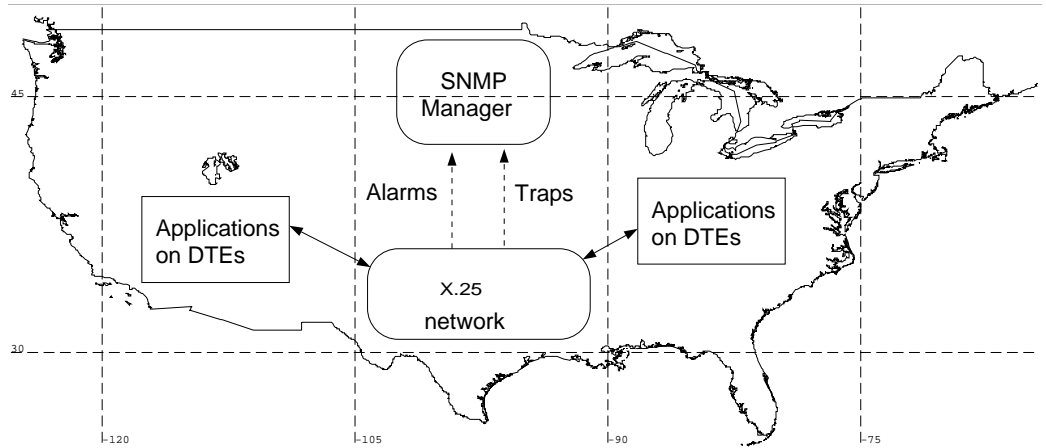 SNMP
Manager
45
Alarms
Traps
Applications
on DTEs
Applications
on DTEs
X.25
network
30
-120
-105
-90
-75